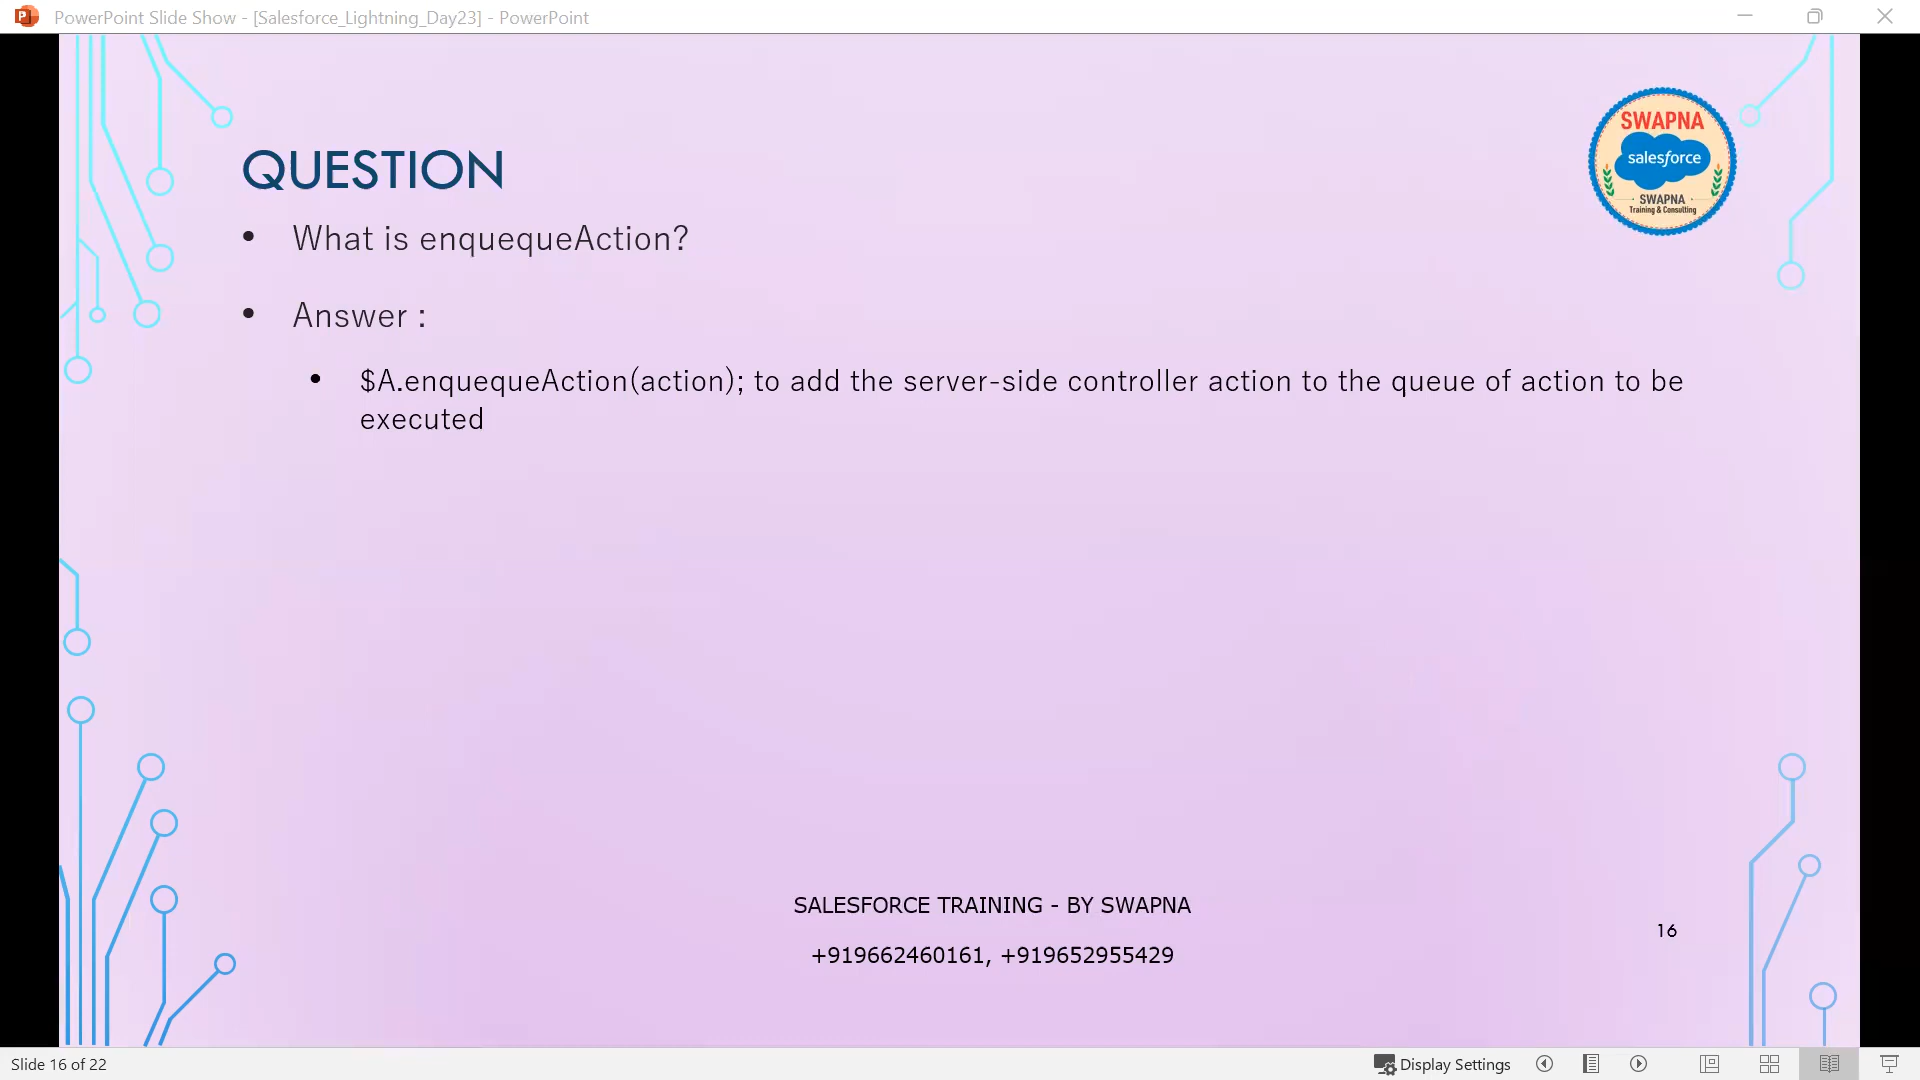 PowerPoint Slide Show - [Salesforce_Lightning_Day23] - PowerPoint
SWAPNA
salesforce
SWAPNA
Training & Consulting
QUESTION
• What is enquequeAction?
• Answer :
• $A.enquequeAction(action); to add the server-side controller action to the queue of action to be
executed
SALESFORCE TRAINING - BY SWAPNA
+919662460161, +919652955429
16
Slide 16 of 22
Display Settings